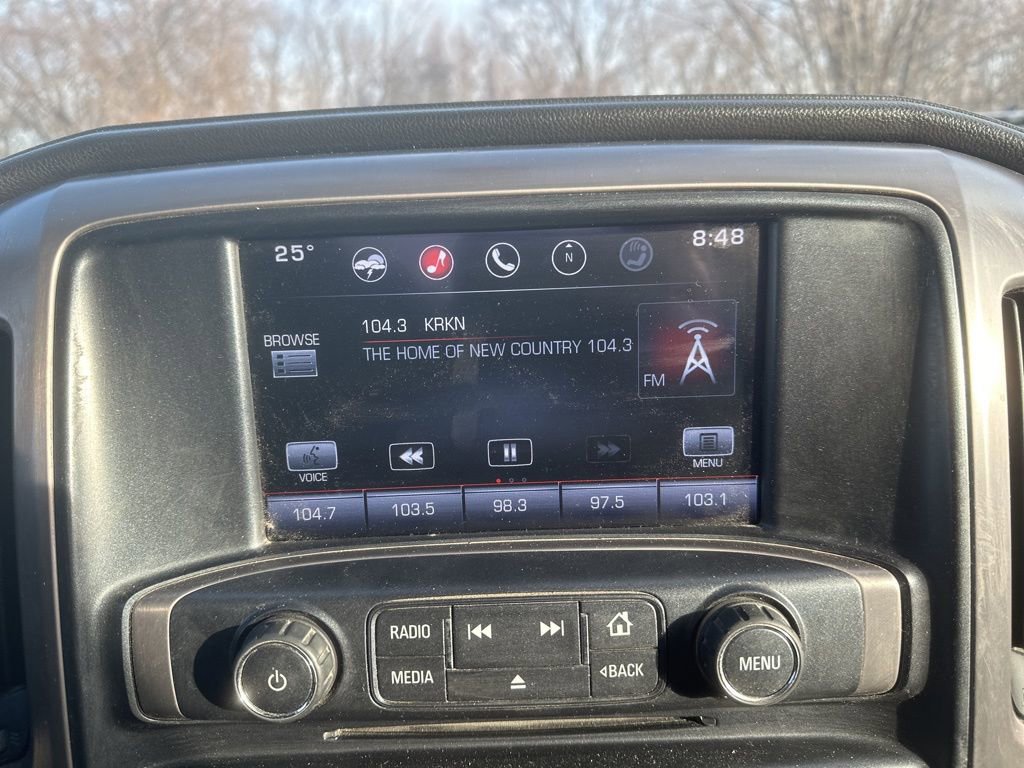 25° 8:48
N
104.3 KRKN
BROWSE
THE HOME OF NEW COUNTRY 104.3
FM
VOICE
MENU
104.7 103.5 98.3 97.5 103.1
RADIO
MEDIA
BACK
MENU